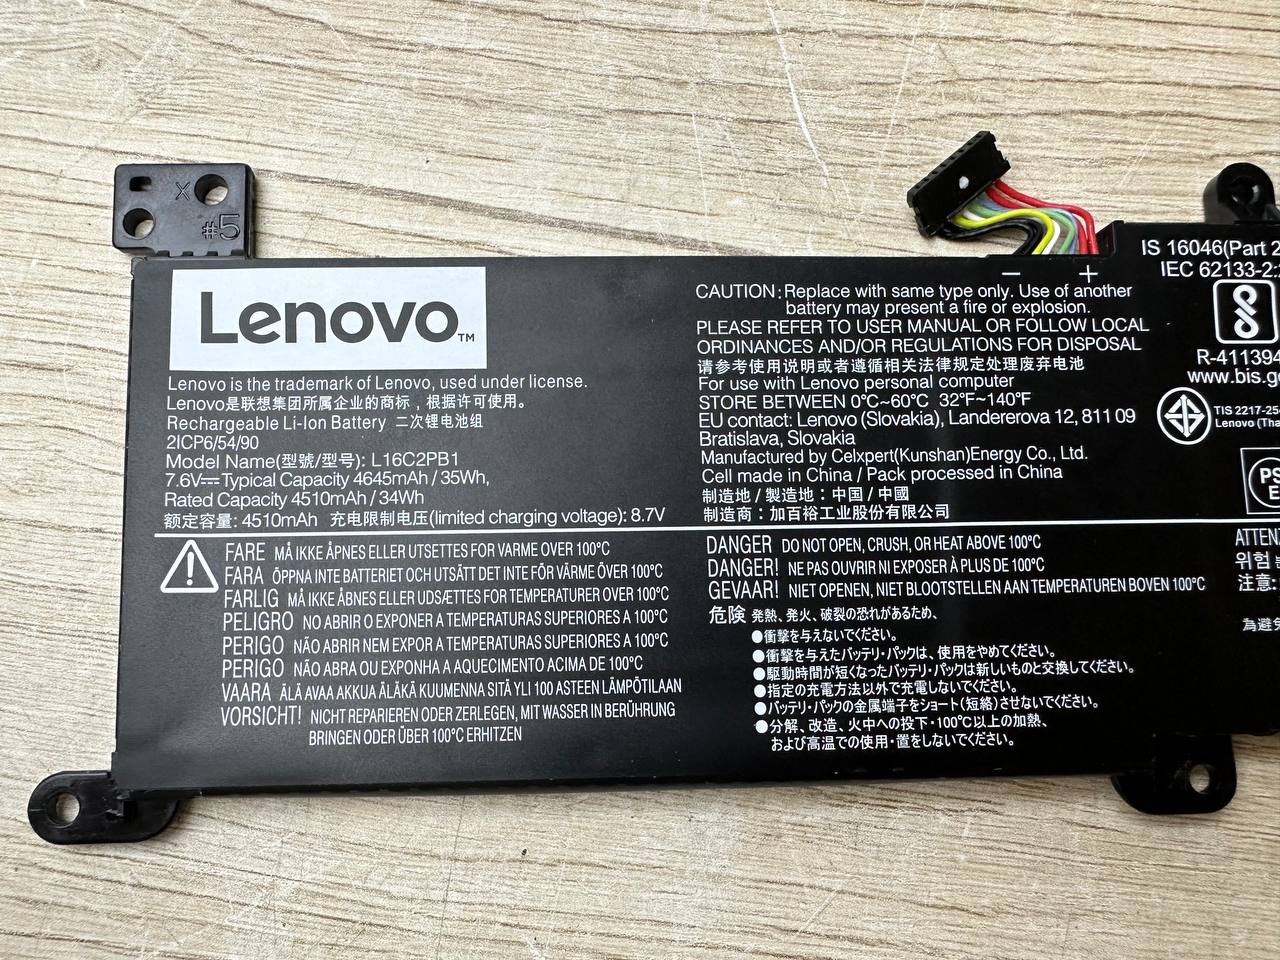 X
#5
Lenovo™
Lenovo is the trademark of Lenovo, used under license.
Lenovo是联想集团所属企业的商标，根据许可使用。
Rechargeable Li-Ion Battery 二次锂电池组
2ICP6/54/90
Model Name(型號/型号): L16C2PB1
7.6V⎓Typical Capacity 4645mAh / 35Wh,
Rated Capacity 4510mAh / 34Wh
额定容量: 4510mAh 充电限制电压(limited charging voltage): 8.7V
− +
CAUTION: Replace with same type only. Use of another
battery may present a fire or explosion.
PLEASE REFER TO USER MANUAL OR FOLLOW LOCAL
ORDINANCES AND/OR REGULATIONS FOR DISPOSAL
请参考使用说明或者遵循相关法律规定处理废弃电池
For use with Lenovo personal computer
STORE BETWEEN 0°C~60°C 32°F~140°F
EU contact: Lenovo (Slovakia), Landererova 12, 811 09
Bratislava, Slovakia
Manufactured by Celxpert(Kunshan)Energy Co., Ltd.
Cell made in China / Pack processed in China
制造地 / 製造地：中国 / 中國
制造商：加百裕工业股份有限公司
IS 16046(Part 2
IEC 62133-2:
R-411394
www.bis.go
TIS 2217-25
Lenovo (Tha
PS
E
FARE MÅ IKKE ÅPNES ELLER UTSETTES FOR VARME OVER 100°C
FARA ÖPPNA INTE BATTERIET OCH UTSÄTT DET INTE FÖR VÄRME ÖVER 100°C
FARLIG MÅ IKKE ÅBNES ELLER UDSÆTTES FOR TEMPERATURER OVER 100°C
PELIGRO NO ABRIR O EXPONER A TEMPERATURAS SUPERIORES A 100°C
PERIGO NÃO ABRIR NEM EXPOR A TEMPERATURAS SUPERIORES A 100°C
PERIGO NÃO ABRA OU EXPONHA A AQUECIMENTO ACIMA DE 100°C
VAARA ÄLÄ AVAA AKKUA ÄLÄKÄ KUUMENNA SITÄ YLI 100 ASTEEN LÄMPÖTILAAN
VORSICHT! NICHT REPARIEREN ODER ZERLEGEN, MIT WASSER IN BERÜHRUNG
BRINGEN ODER ÜBER 100°C ERHITZEN
DANGER DO NOT OPEN, CRUSH, OR HEAT ABOVE 100°C
DANGER! NE PAS OUVRIR NI EXPOSER À PLUS DE 100°C
GEVAAR! NIET OPENEN, NIET BLOOTSTELLEN AAN TEMPERATUREN BOVEN 100°C
危険 発熱、発火、破裂の恐れがあるため、
●衝撃を与えないでください。
●衝撃を与えたバッテリ・パックは、使用をやめてください。
●駆動時間が短くなったバッテリ・パックは新しいものと交換してください。
●指定の充電方法以外で充電しないでください。
●バッテリ・パックの金属端子をショート（短絡）させないでください。
●分解、改造、火中への投下・100°C以上の加熱、
および高温での使用・置をしないでください。
ATTEN
위험
注意:
為避免